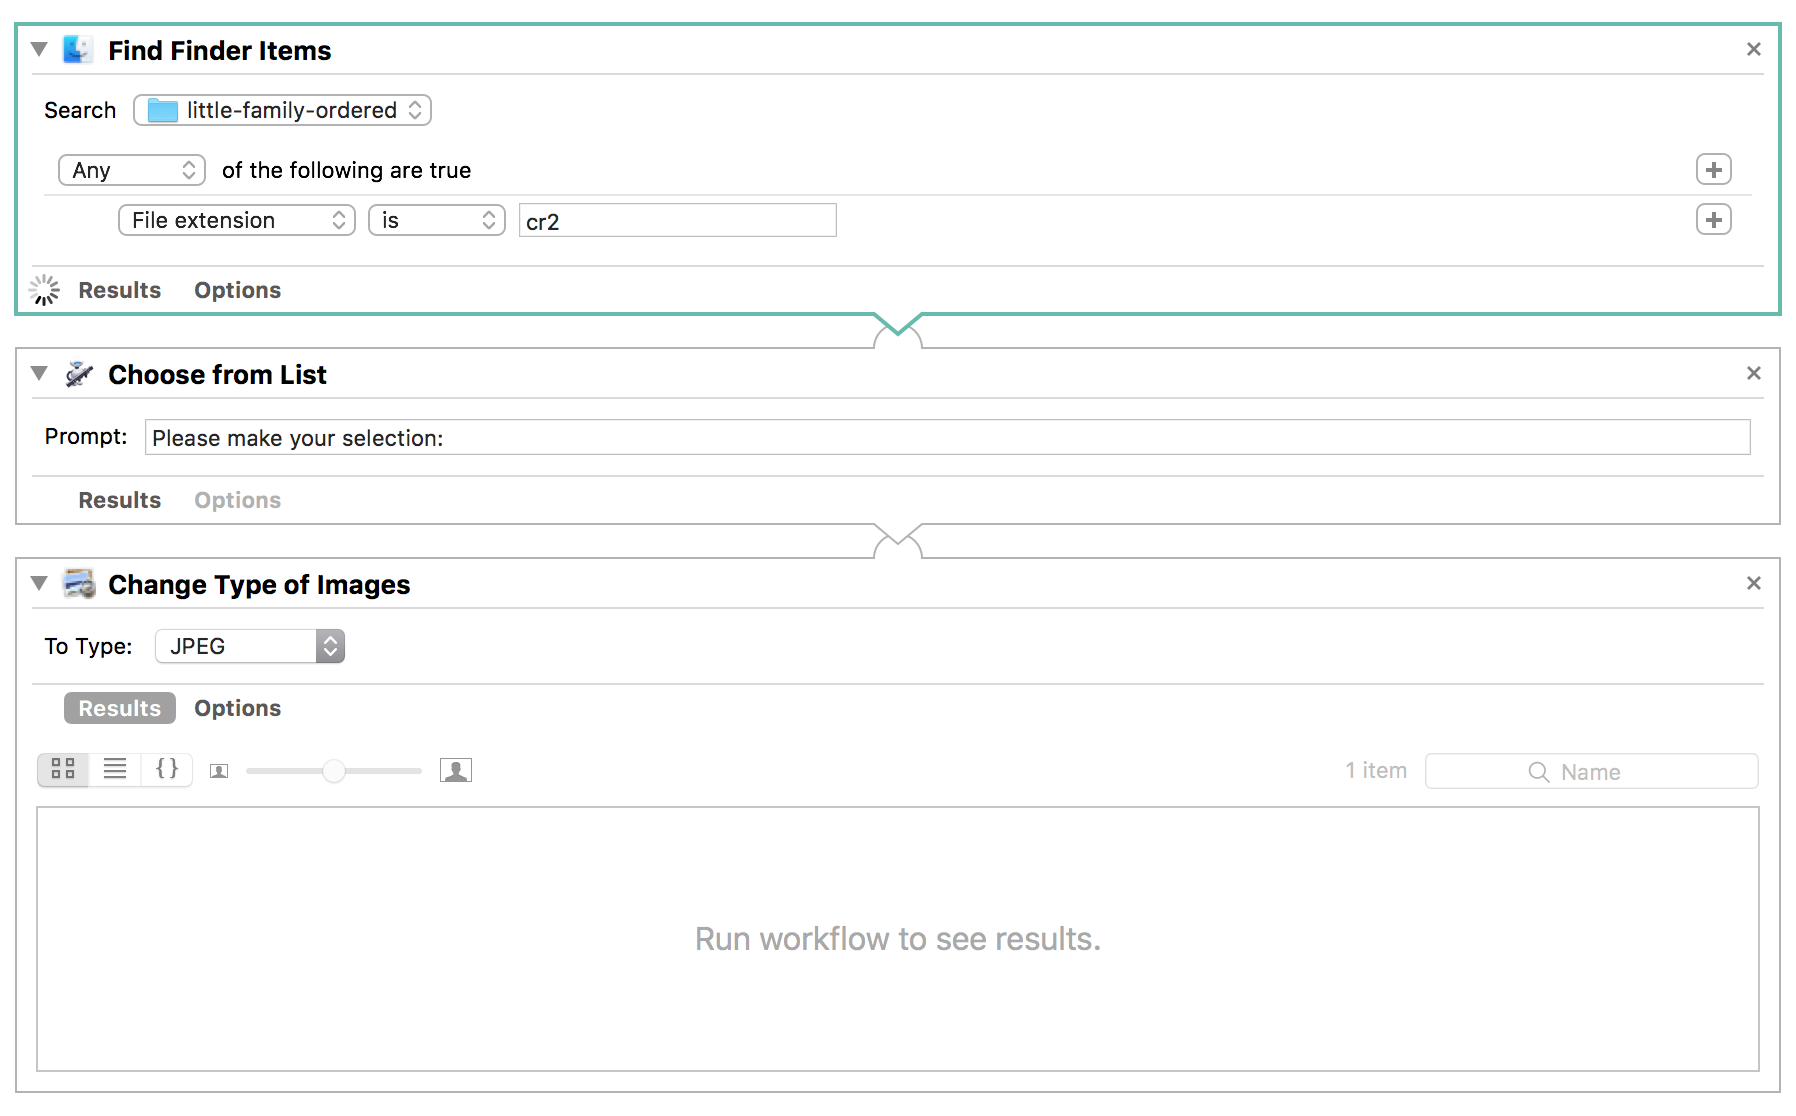 Find Finder Items
Search little-family-ordered
Any of the following are true
File extension is cr2
Results Options
Choose from List
Prompt: Please make your selection:
Results Options
Change Type of Images
To Type: JPEG
Results Options
1 item Name
Run workflow to see results.